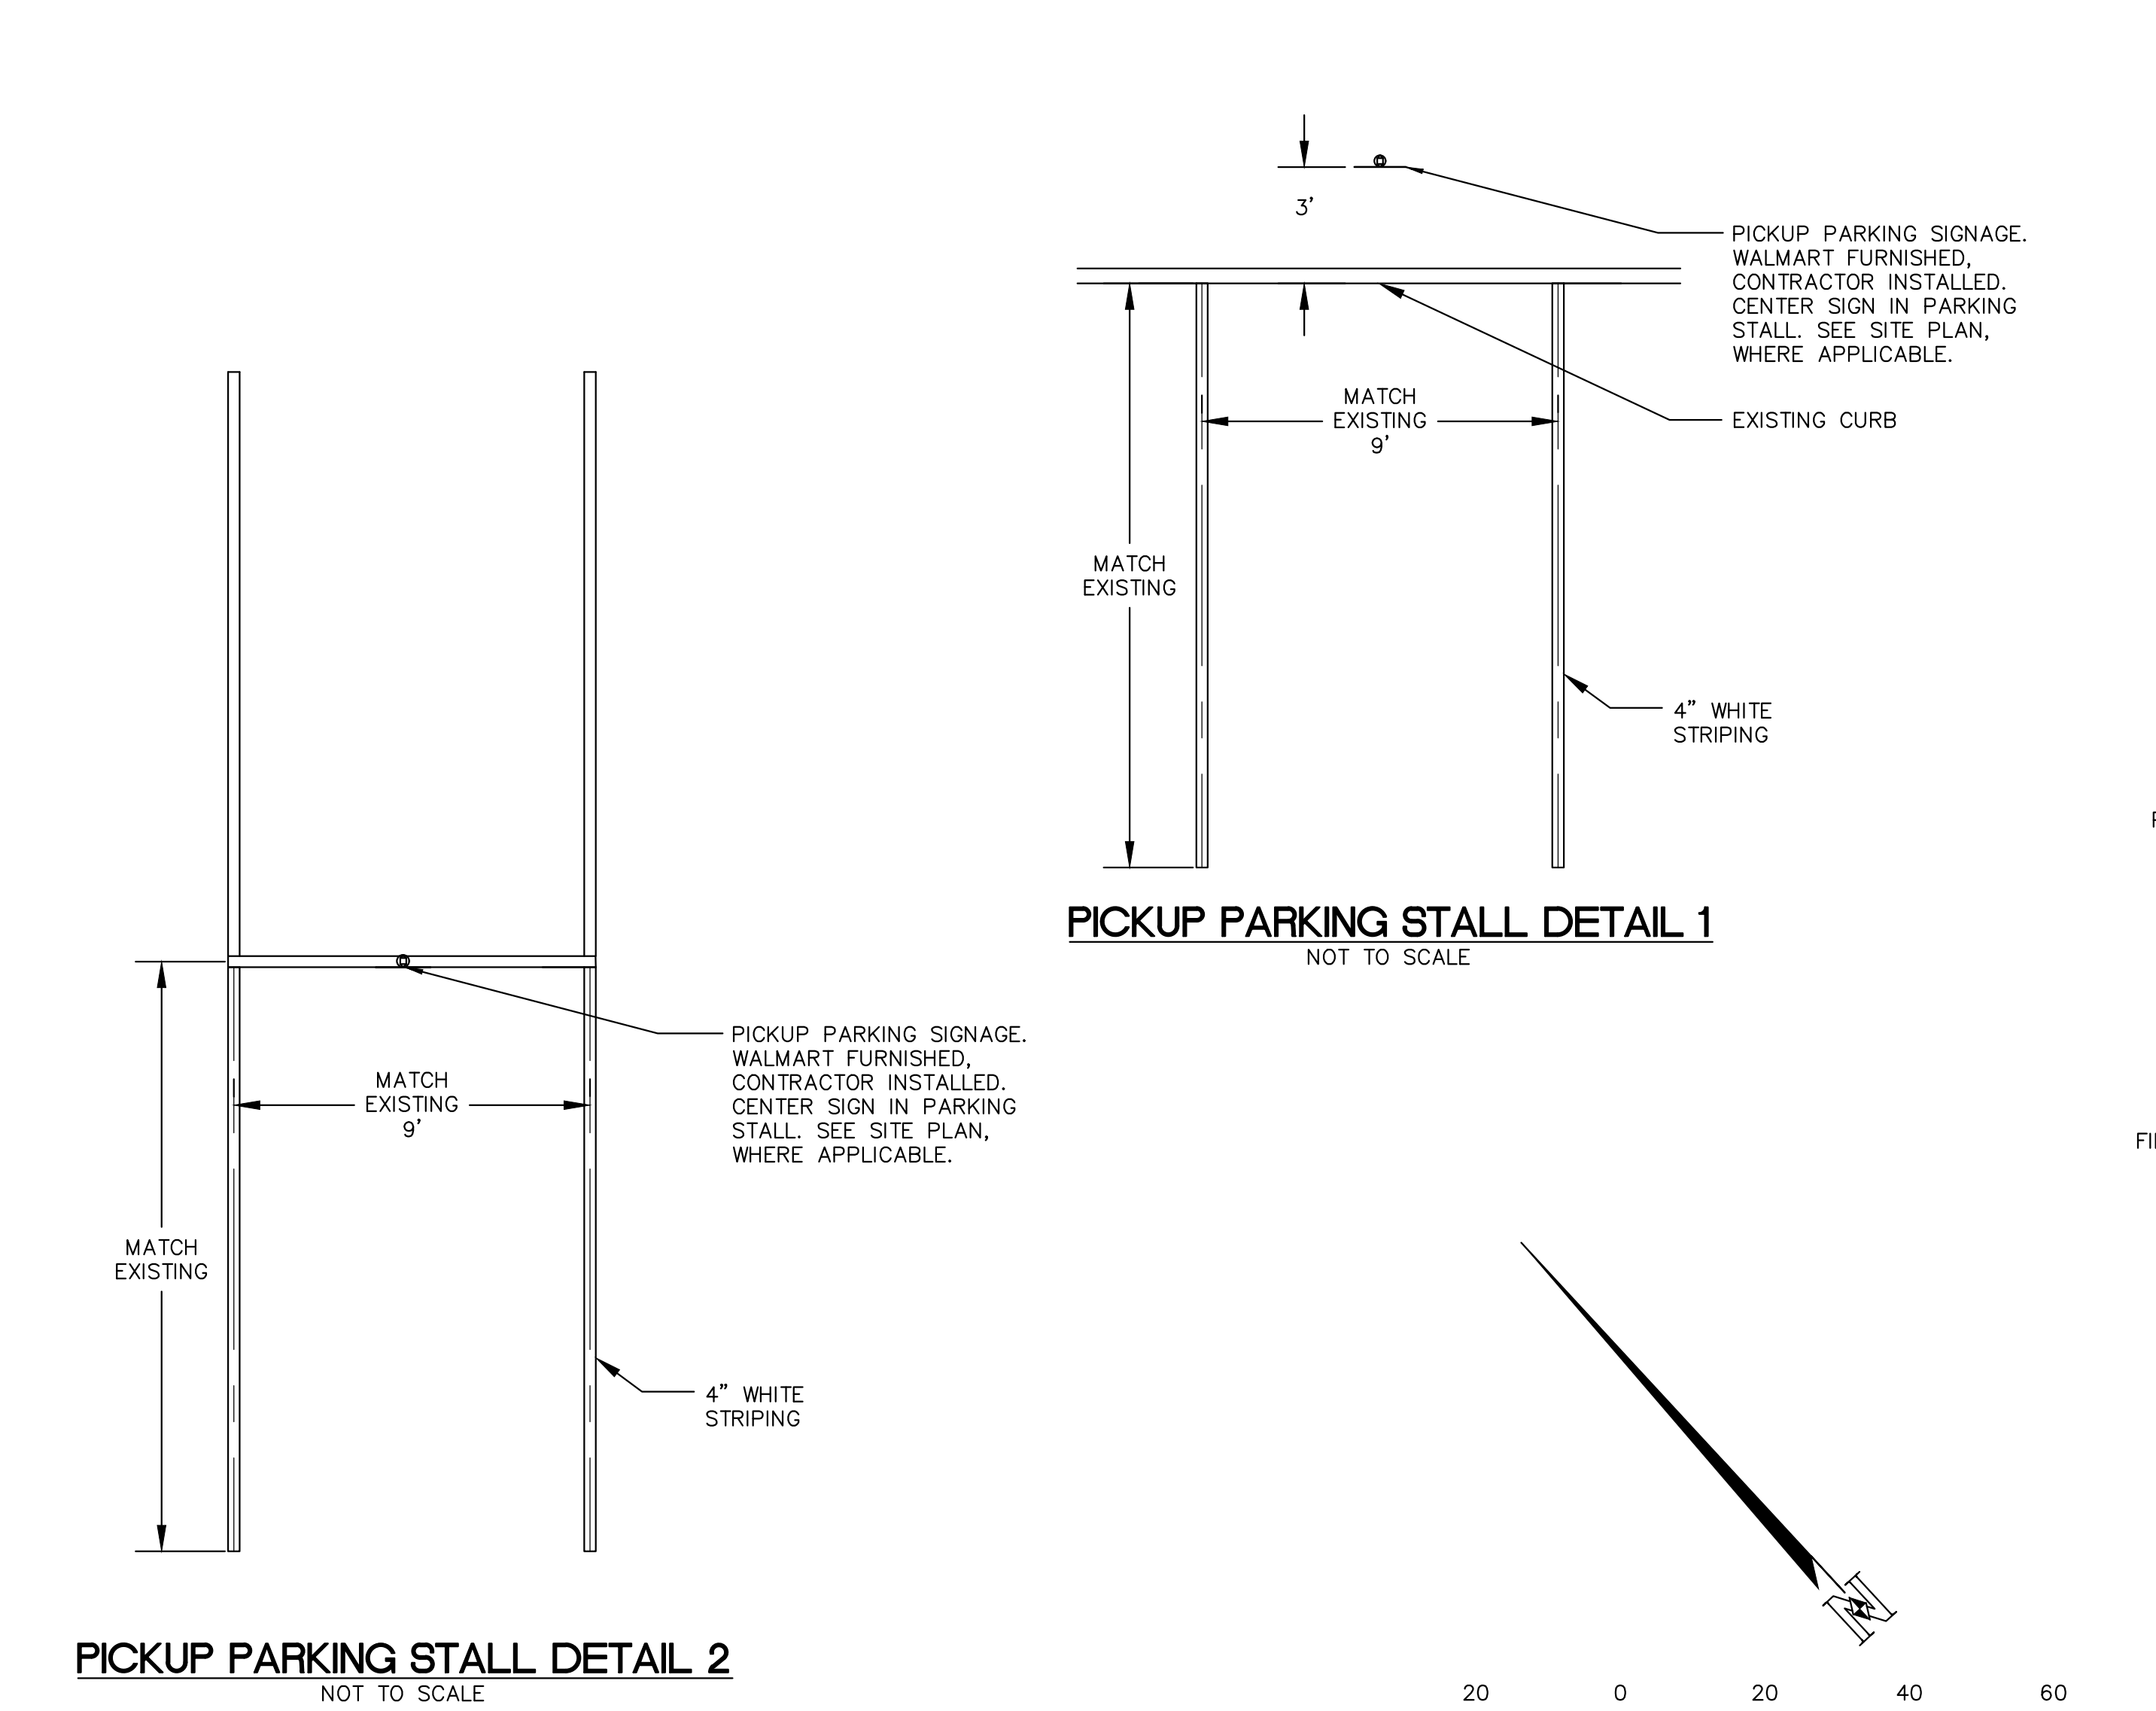 3'
PICKUP PARKING SIGNAGE.
WALMART FURNISHED,
CONTRACTOR INSTALLED.
CENTER SIGN IN PARKING
STALL. SEE SITE PLAN,
WHERE APPLICABLE.
MATCH
EXISTING
9'
EXISTING CURB
MATCH
EXISTING
4" WHITE
STRIPING
PICKUP PARKING STALL DETAIL 1
NOT TO SCALE
PICKUP PARKING SIGNAGE.
WALMART FURNISHED,
CONTRACTOR INSTALLED.
CENTER SIGN IN PARKING
STALL. SEE SITE PLAN,
WHERE APPLICABLE.
MATCH
EXISTING
9'
MATCH
EXISTING
4" WHITE
STRIPING
PICKUP PARKING STALL DETAIL 2
NOT TO SCALE
N
20 0 20 40 60